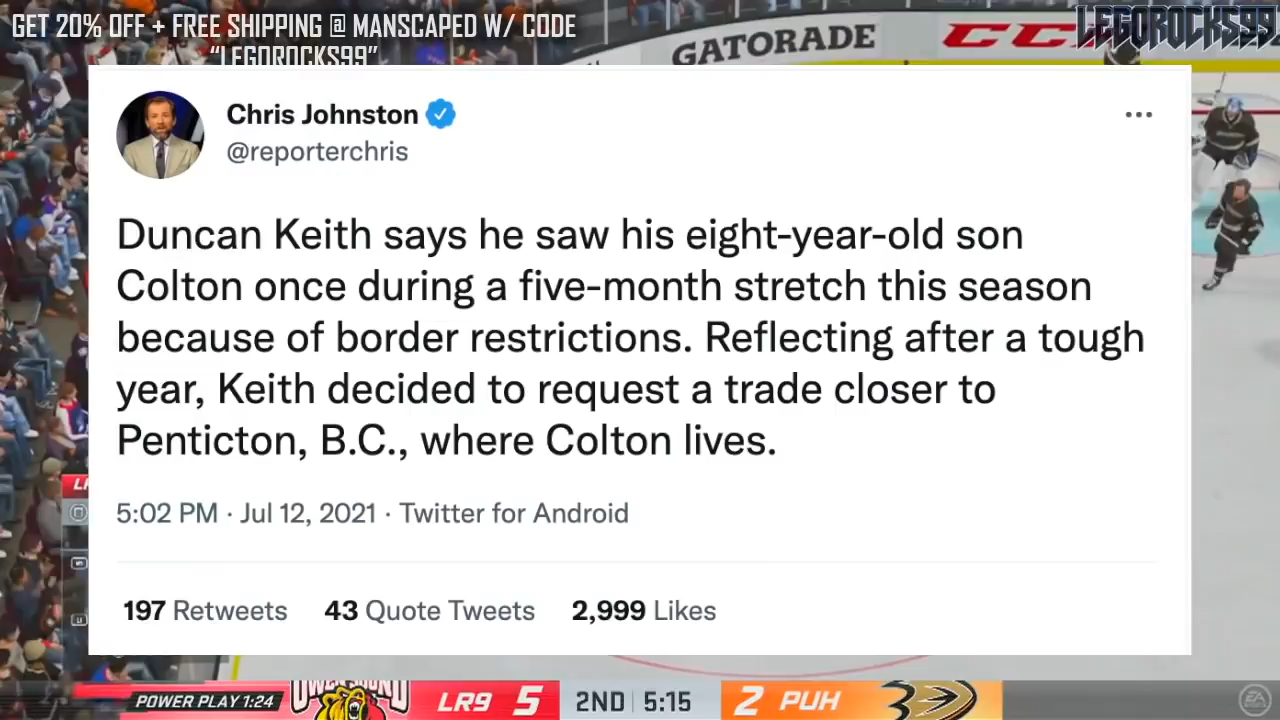 GET 20% OFF + FREE SHIPPING @ MANSCAPED W/ CODE
"LEGOROCKS99"
GATORADE
CC
LEGOROCKS99
Chris Johnston
@reporterchris
Duncan Keith says he saw his eight-year-old son
Colton once during a five-month stretch this season
because of border restrictions. Reflecting after a tough
year, Keith decided to request a trade closer to
Penticton, B.C., where Colton lives.
5:02 PM · Jul 12, 2021 · Twitter for Android
197 Retweets 43 Quote Tweets 2,999 Likes
POWER PLAY 1:24
OWEN SOUND
LR9 5 2ND 5:15 2 PUH
EA